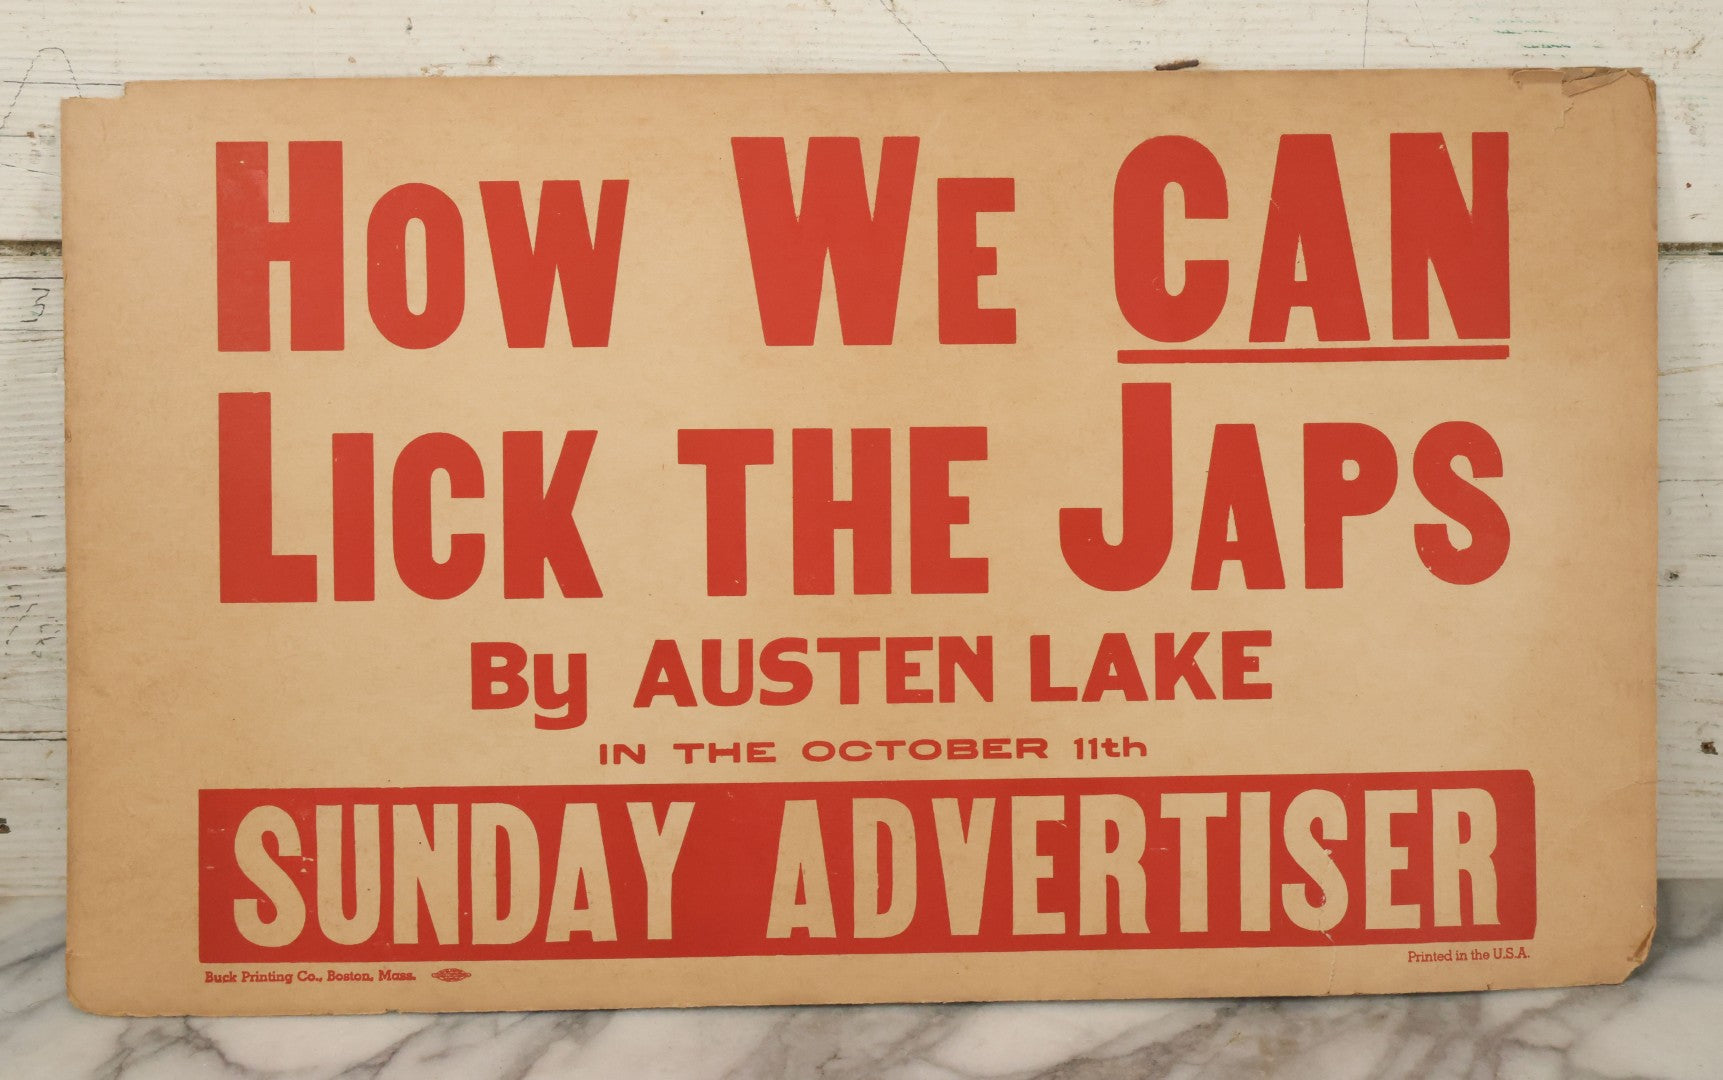 How We CAN
Lick the Japs
By AUSTEN LAKE
IN THE OCTOBER 11th
SUNDAY ADVERTISER
Buck Printing Co., Boston, Mass.
Printed in the U.S.A.